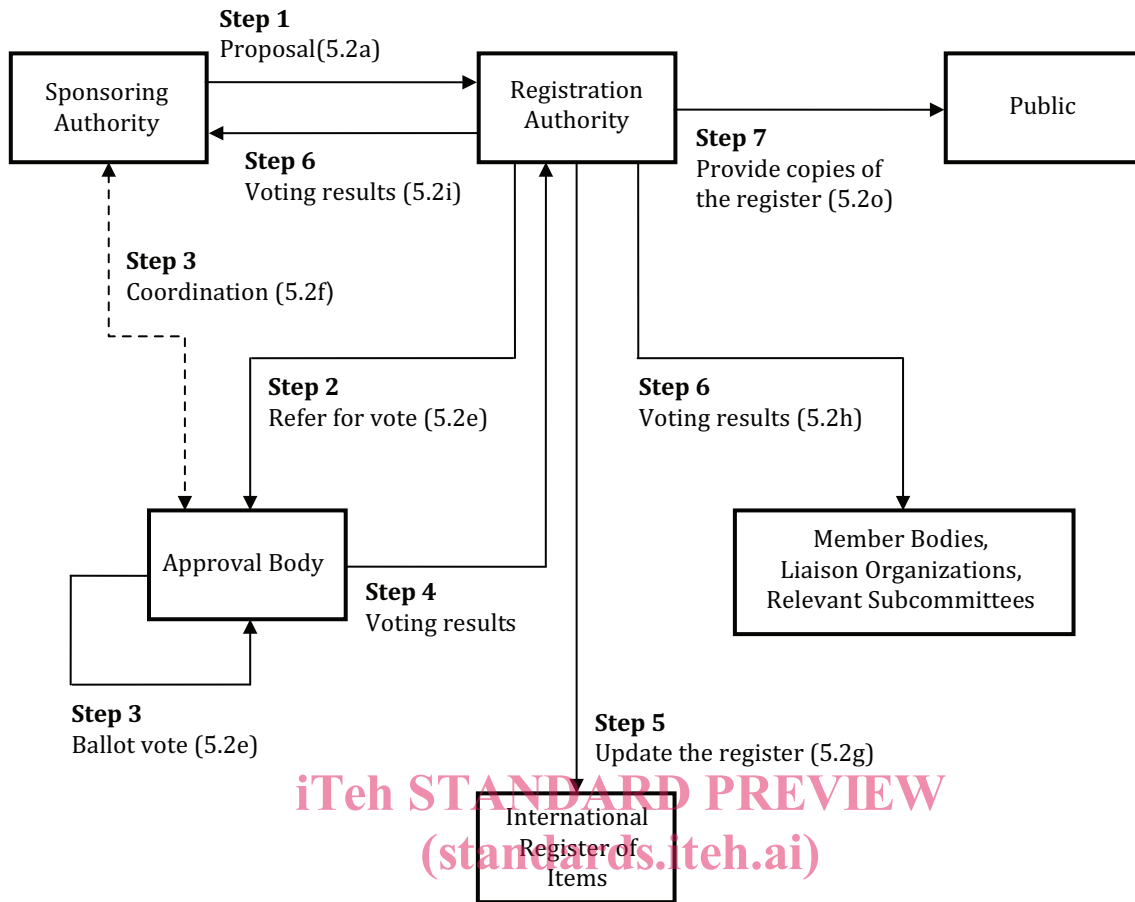 Step 1
Proposal(5.2a)
Sponsoring
Authority
Registration
Authority
Public
Step 6
Voting results (5.2i)
Step 7
Provide copies of
the register (5.2o)
Step 3
Coordination (5.2f)
Step 2
Refer for vote (5.2e)
Step 6
Voting results (5.2h)
Approval Body
Step 4
Voting results
Member Bodies,
Liaison Organizations,
Relevant Subcommittees
Step 3
Ballot vote (5.2e)
Step 5
Update the register (5.2g)
iTeh STANDARD PREVIEW
(standards.iteh.ai)
International
Register of
Items